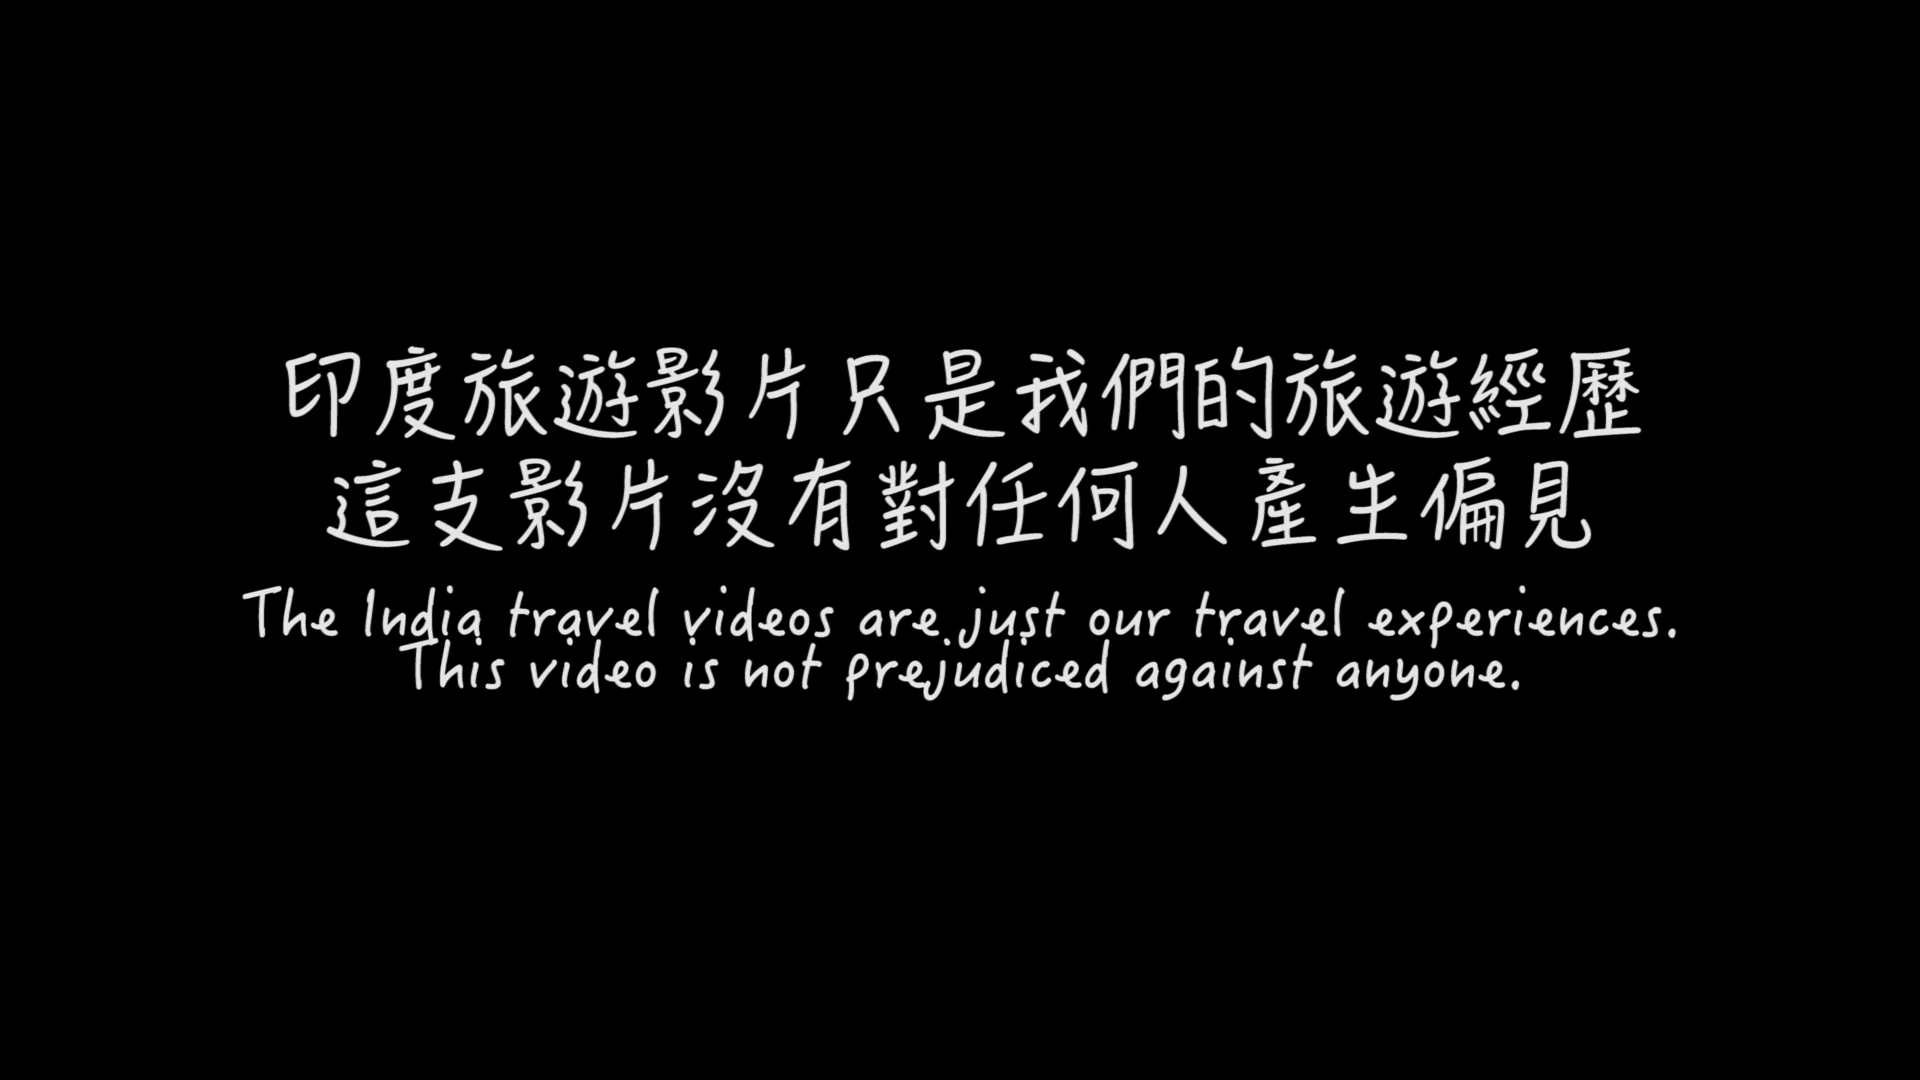 印度旅遊影片只是我們的旅遊經歷
這支影片沒有對任何人產生偏見
The India travel videos are just our travel experiences.
This video is not prejudiced against anyone.